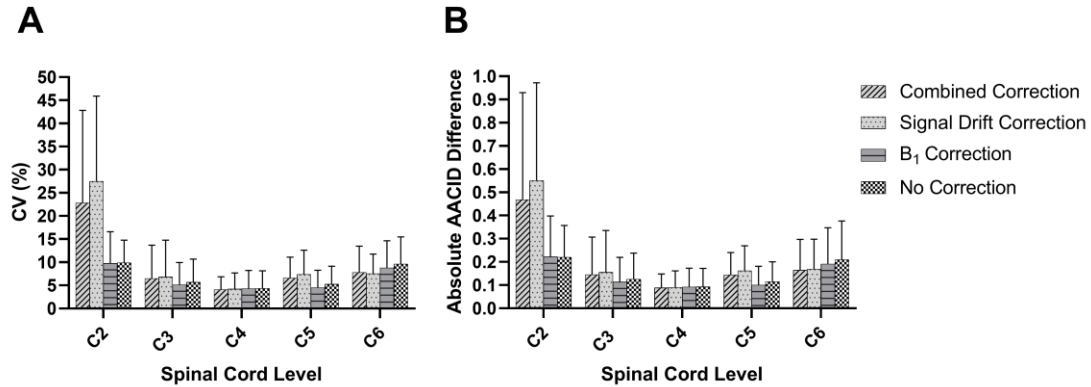 A
CV (%)
50
45
40
35
30
25
20
15
10
5
0
C2
C3
C4
C5
C6
Spinal Cord Level
B
Absolute AACID Difference
1.0
0.9
0.8
0.7
0.6
0.5
0.4
0.3
0.2
0.1
0.0
C2
C3
C4
C5
C6
Spinal Cord Level
Combined Correction
Signal Drift Correction
B₁ Correction
No Correction